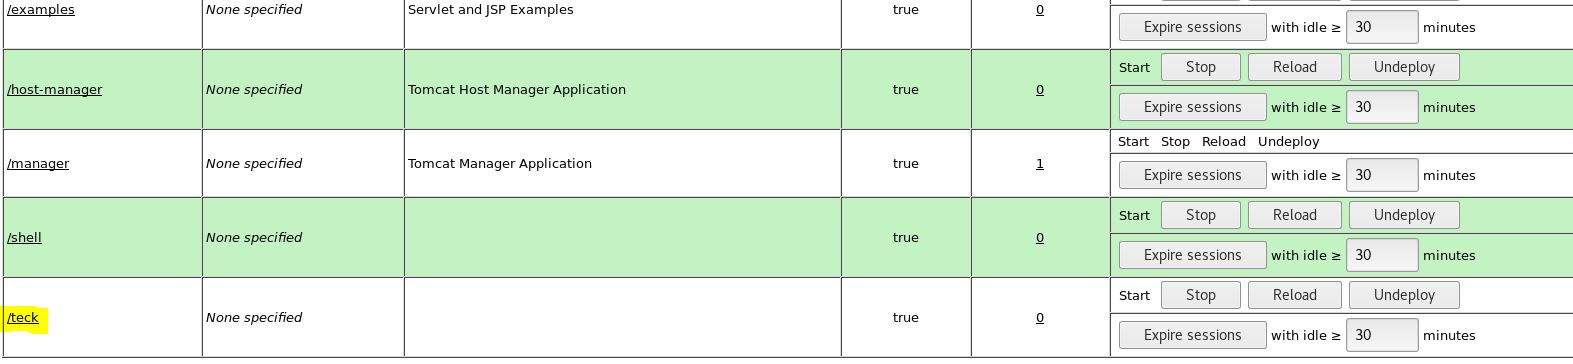 /examples None specified Servlet and JSP Examples true 0
Expire sessions with idle ≥ 30 minutes
Start Stop Reload Undeploy
/host-manager None specified Tomcat Host Manager Application true 0
Expire sessions with idle ≥ 30 minutes
Start Stop Reload Undeploy
/manager None specified Tomcat Manager Application true 1
Expire sessions with idle ≥ 30 minutes
Start Stop Reload Undeploy
/shell None specified true 0
Expire sessions with idle ≥ 30 minutes
Start Stop Reload Undeploy
/teck None specified true 0
Expire sessions with idle ≥ 30 minutes